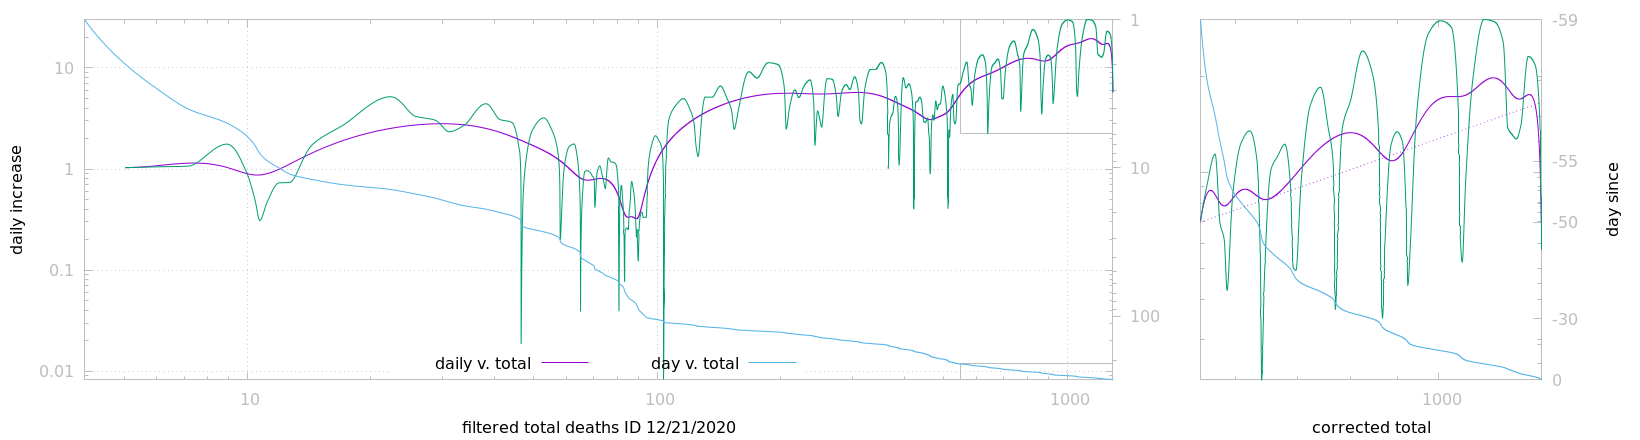 10
1
0.1
0.01
daily increase
daily v. total
day v. total
10
100
1000
filtered total deaths ID 12/21/2020
1
10
100
-59
-55
-50
-30
0
day since
1000
corrected total